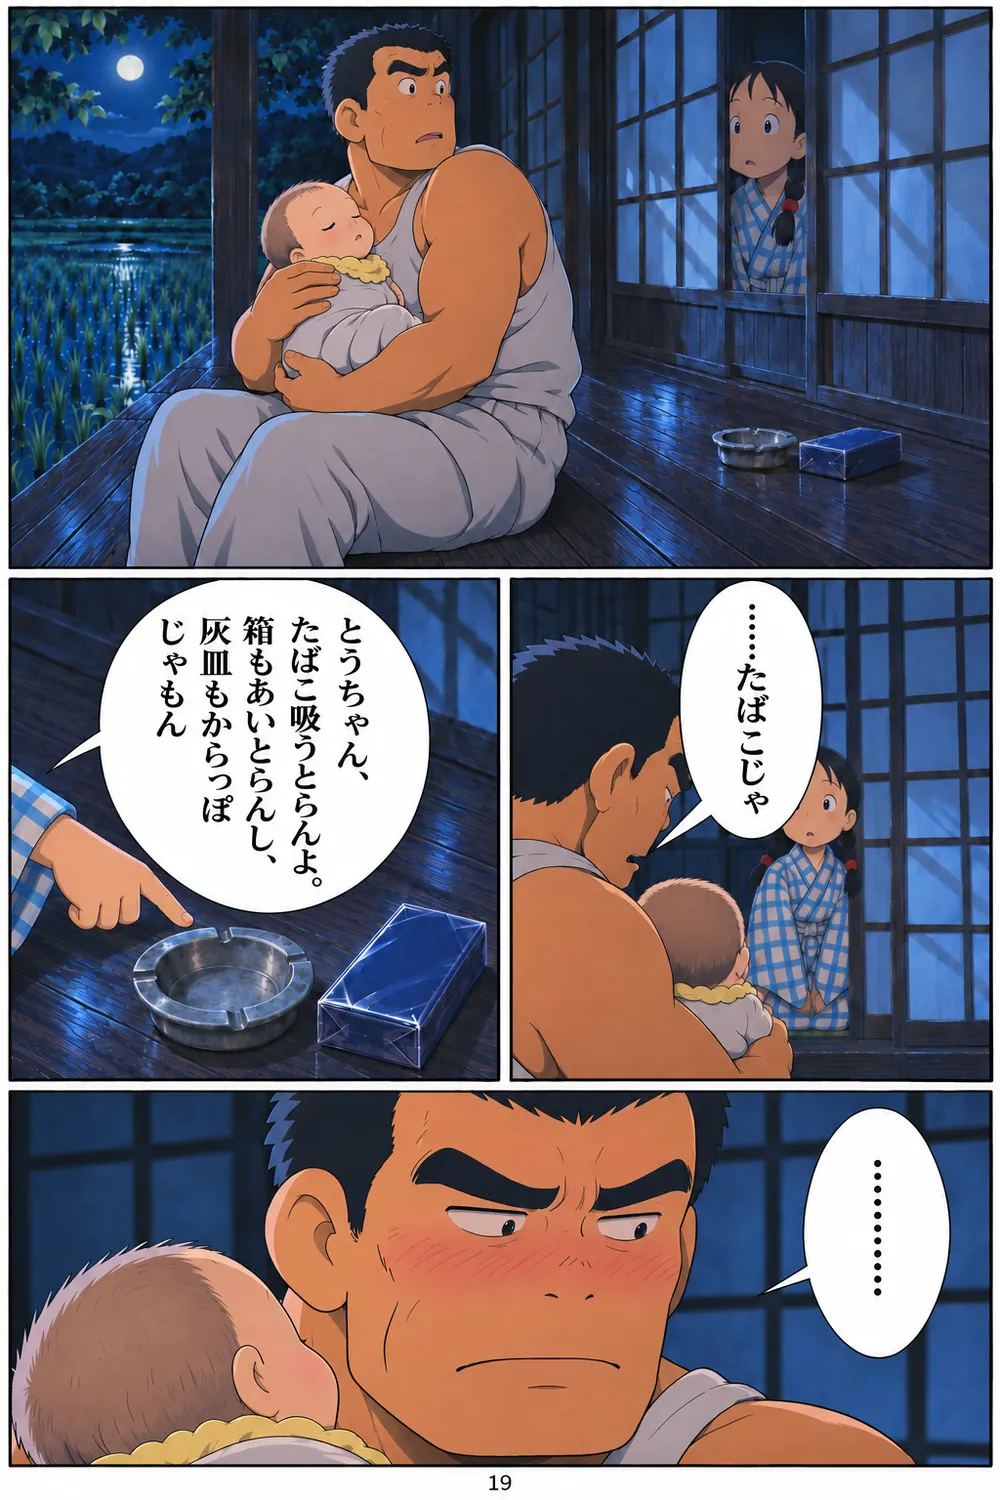 とうちゃん、
たばこ吸うとらんよ。
箱もあいとらんし、
灰皿もからっぽ
じゃもん
……たばこじゃ
…………
19